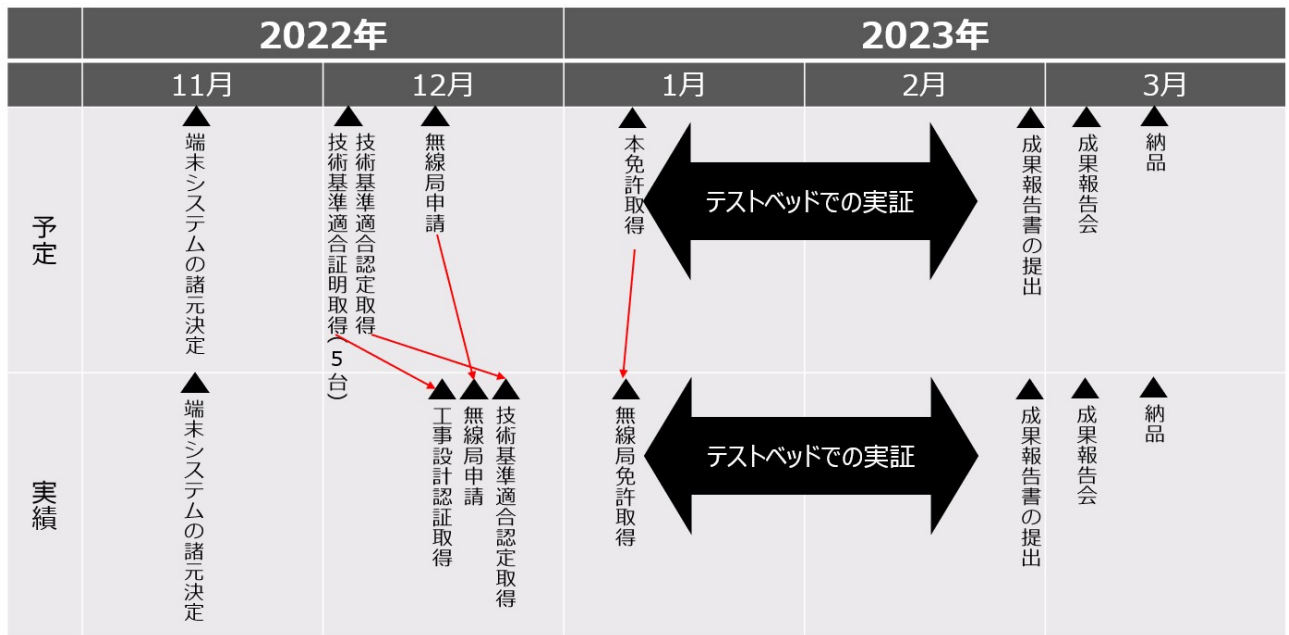 2022年
2023年
11月
12月
1月
2月
3月
予定
▲
端末システムの諸元決定
▲
技術基準適合証明取得(5台)
技術基準適合認定取得
▲
無線局申請
▲
本免許取得
テストベッドでの実証
▲
成果報告書の提出
▲
成果報告会
▲
納品
実績
▲
端末システムの諸元決定
▲
工事設計認証取得
▲
無線局申請
▲
技術基準適合認定取得
▲
無線局免許取得
テストベッドでの実証
▲
成果報告書の提出
▲
成果報告会
▲
納品